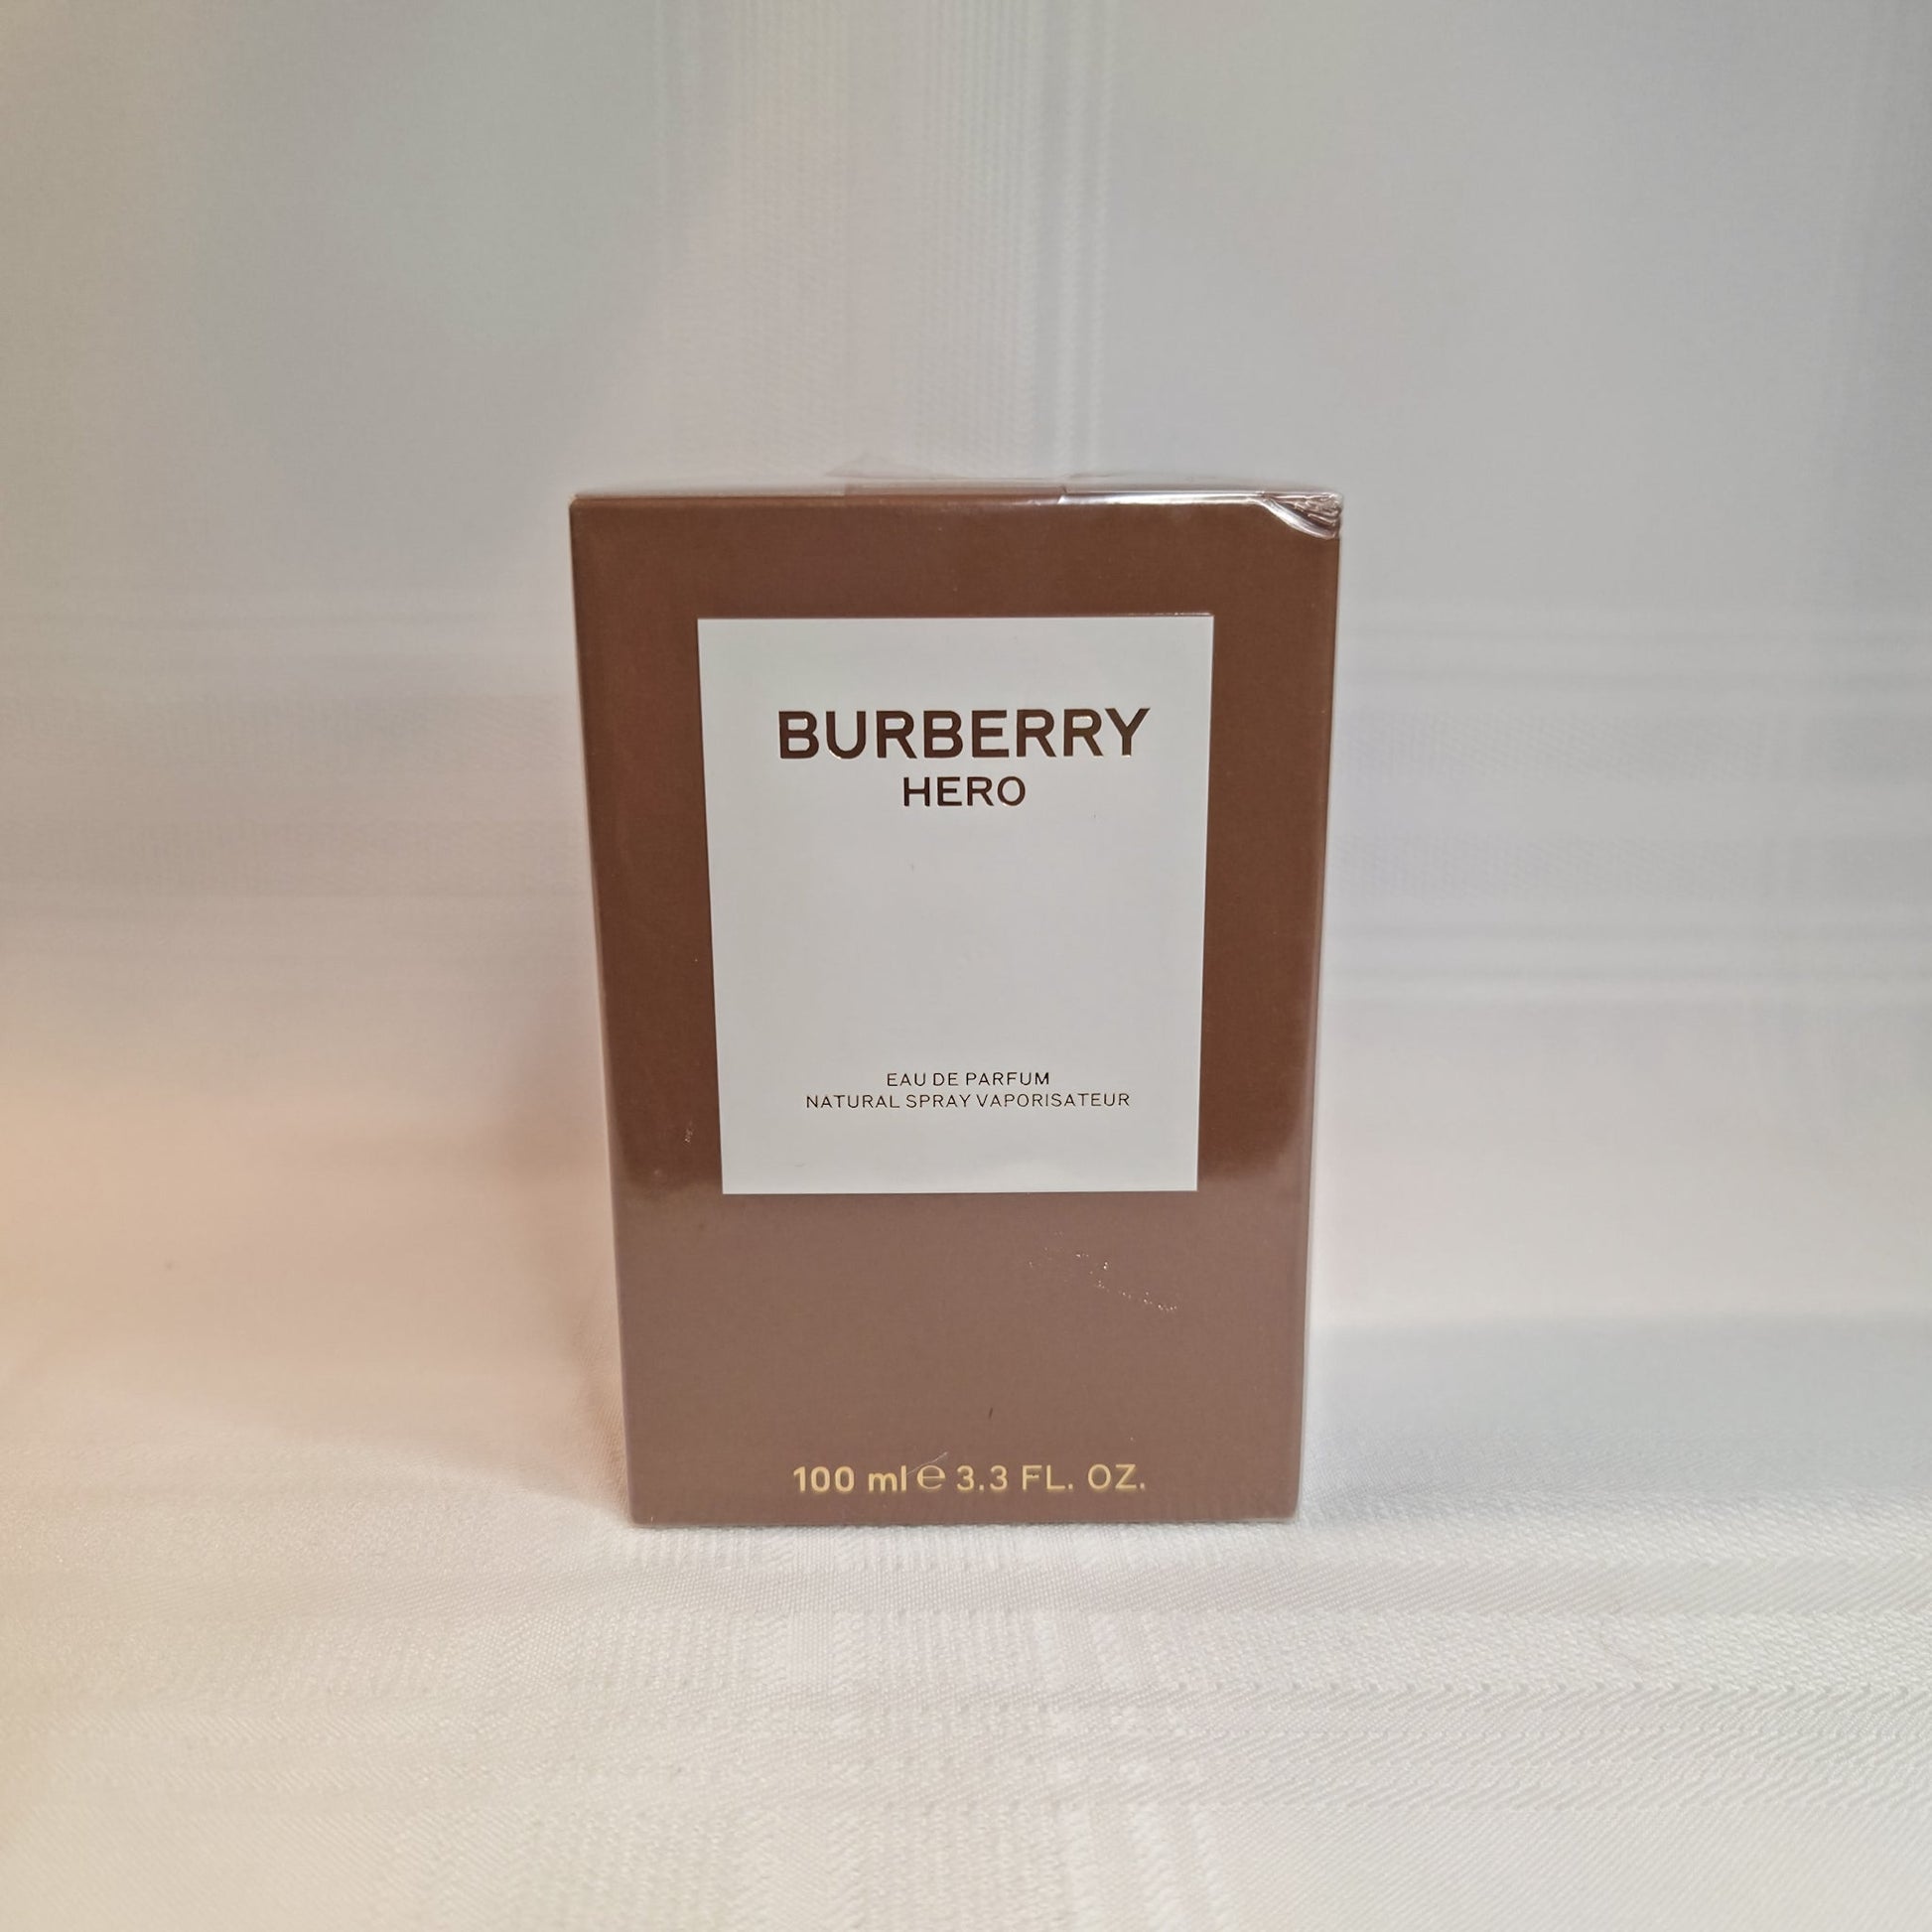 BURBERRY
HERO
EAU DE PARFUM
NATURAL SPRAY VAPORISATEUR
100 ml ℮ 3.3 FL. OZ.